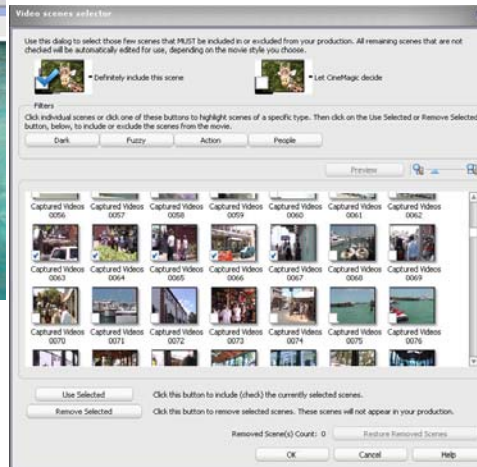 Video scenes selector
Use this dialog to select those few scenes that MUST be included in or excluded from your production. All remaining scenes that are not
checked will be automatically edited for use, depending on the movie style you choose.
= Definitely include this scene
= Let CineMagic decide
Filters
Click individual scenes or click one of these buttons to highlight scenes of a specific type. Then click on the Use Selected or Remove Selected
button, below, to include or exclude the scenes from the movie.
Dark Fuzzy Action People
Preview
Captured Videos Captured Videos Captured Videos Captured Videos Captured Videos Captured Videos Captured Videos
0056 0057 0058 0059 0060 0061 0062
Captured Videos Captured Videos Captured Videos Captured Videos Captured Videos Captured Videos Captured Videos
0063 0064 0065 0066 0067 0068 0069
Captured Videos Captured Videos Captured Videos Captured Videos Captured Videos Captured Videos Captured Videos
0070 0071 0072 0073 0074 0075 0076
Use Selected Click this button to include (check) the currently selected scenes.
Remove Selected Click this button to remove selected scenes. These scenes will not appear in your production.
Removed Scene(s) Count: 0 Restore Removed Scenes
OK Cancel Help